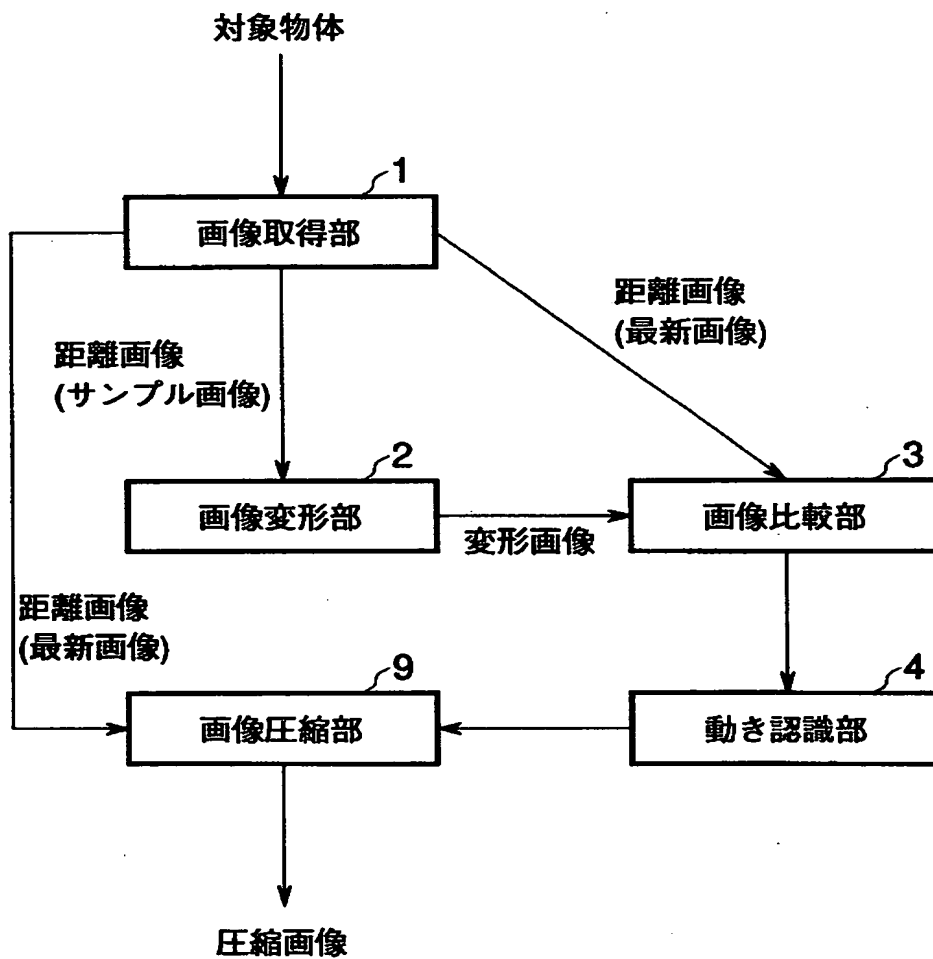 対象物体
1
画像取得部
距離画像
(最新画像)
距離画像
(サンプル画像)
2
画像変形部
変形画像
3
画像比較部
距離画像
(最新画像)
9
画像圧縮部
4
動き認識部
圧縮画像